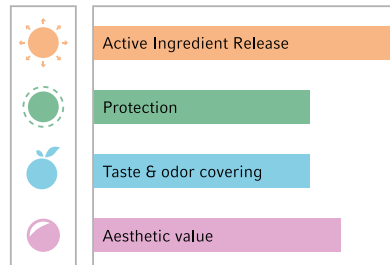 Active Ingredient Release
Protection
Taste & odor covering
Aesthetic value